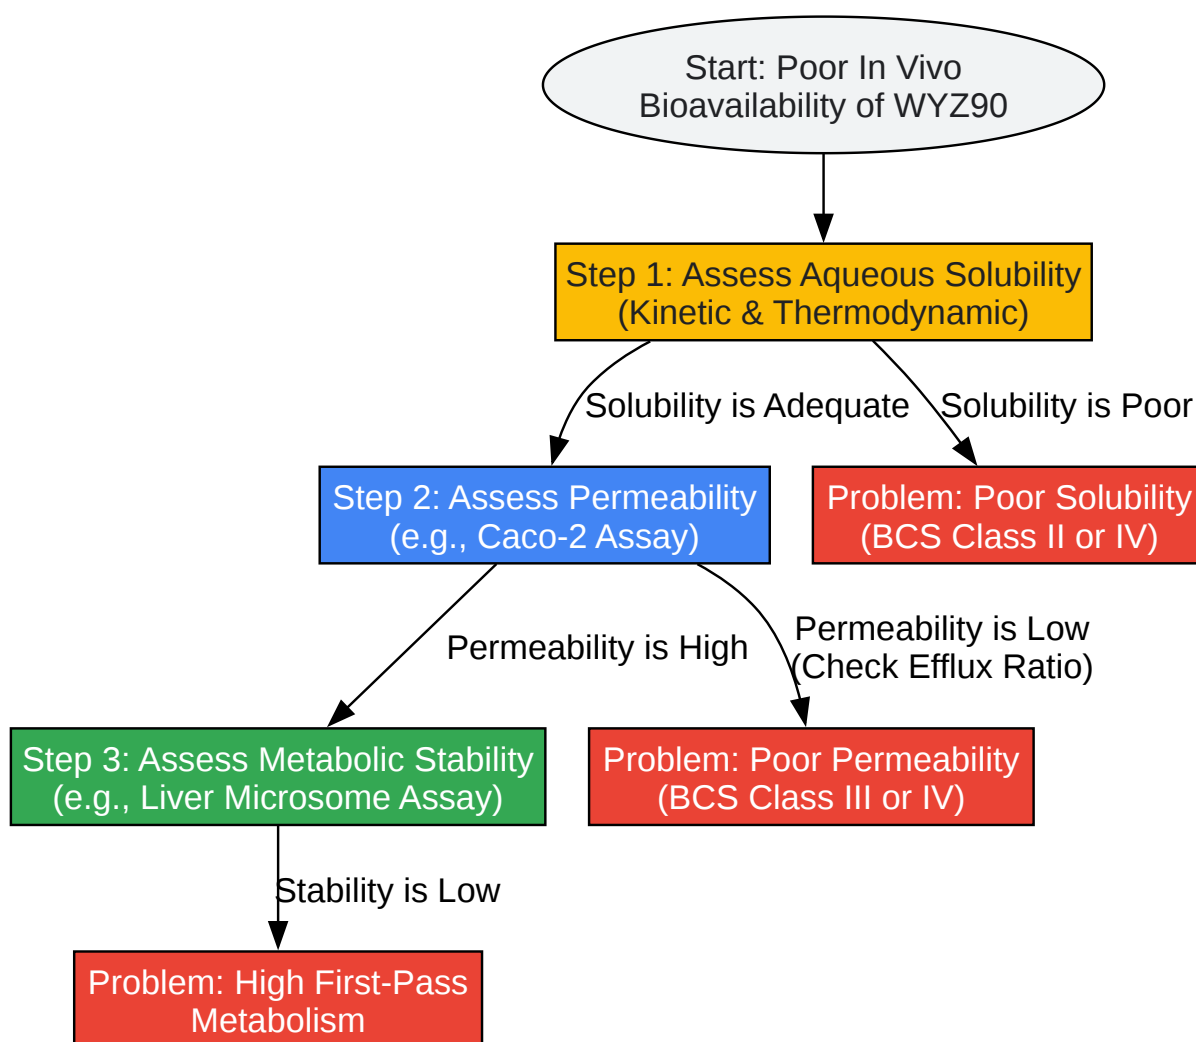 Start: Poor In Vivo
Bioavailability of WYZ90
Step 1: Assess Aqueous Solubility
(Kinetic & Thermodynamic)
Solubility is Adequate
Solubility is Poor
Step 2: Assess Permeability
(e.g., Caco-2 Assay)
Problem: Poor Solubility
(BCS Class II or IV)
Permeability is High
Permeability is Low
(Check Efflux Ratio)
Step 3: Assess Metabolic Stability
(e.g., Liver Microsome Assay)
Problem: Poor Permeability
(BCS Class III or IV)
Stability is Low
Problem: High First-Pass
Metabolism